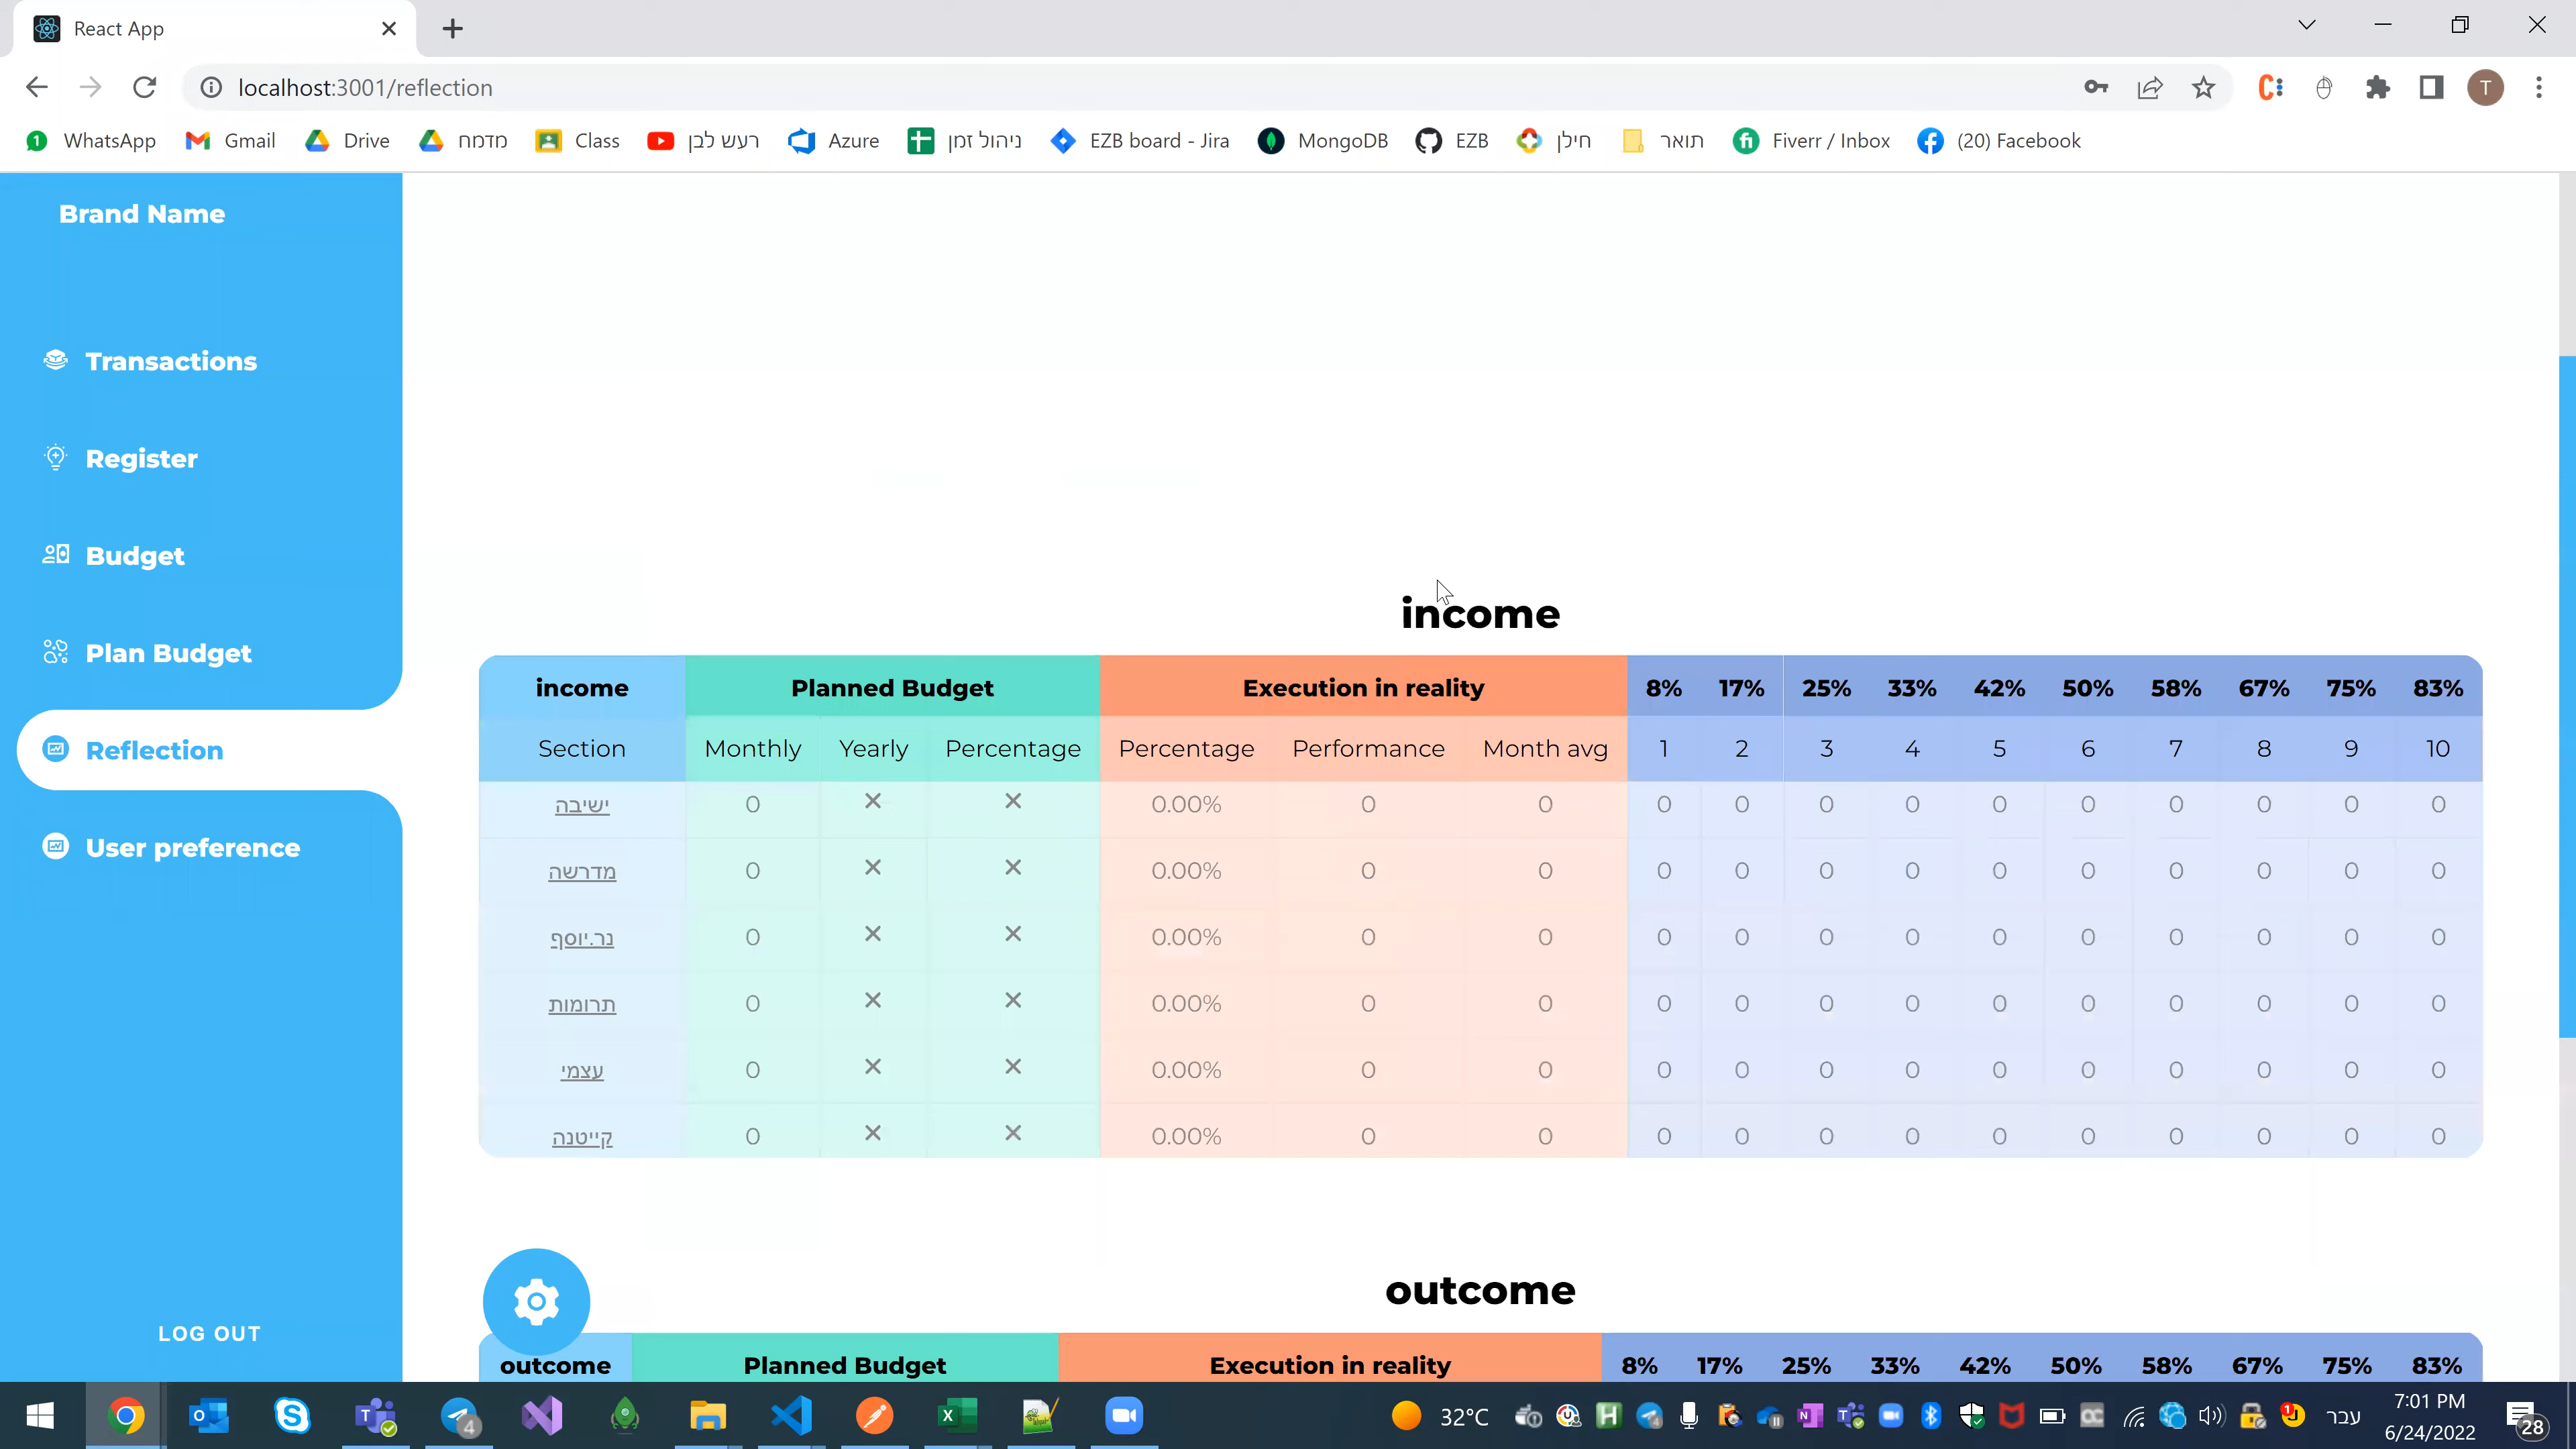 React App
localhost:3001/reflection
T
1 WhatsApp Gmail Drive מדמח Class רעש לבן Azure ניהול זמן EZB board - Jira MongoDB EZB חילן תואר Fiverr / Inbox (20) Facebook
Brand Name
Transactions
Register
Budget
Plan Budget
Reflection
User preference
LOG OUT
income
income Planned Budget Execution in reality 8% 17% 25% 33% 42% 50% 58% 67% 75% 83%
Section Monthly Yearly Percentage Percentage Performance Month avg 1 2 3 4 5 6 7 8 9 10
ישיבה 0 × × 0.00% 0 0 0 0 0 0 0 0 0 0 0 0
מדרשה 0 × × 0.00% 0 0 0 0 0 0 0 0 0 0 0 0
נר.יוסף 0 × × 0.00% 0 0 0 0 0 0 0 0 0 0 0 0
תרומות 0 × × 0.00% 0 0 0 0 0 0 0 0 0 0 0 0
עצמי 0 × × 0.00% 0 0 0 0 0 0 0 0 0 0 0 0
קייטנה 0 × × 0.00% 0 0 0 0 0 0 0 0 0 0 0 0
outcome
outcome Planned Budget Execution in reality 8% 17% 25% 33% 42% 50% 58% 67% 75% 83%
4
32°C
עבר
7:01 PM
6/24/2022
28